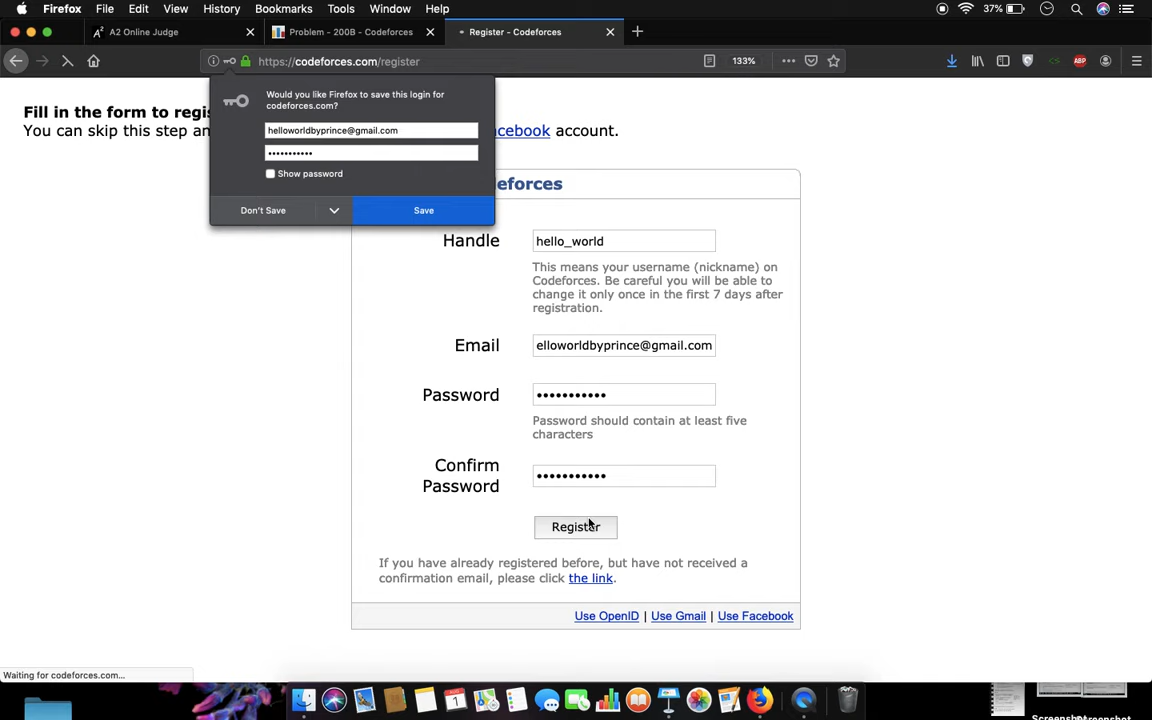 Firefox File Edit View History Bookmarks Tools Window Help 37%
A2 Online Judge
Problem - 200B - Codeforces
Register - Codeforces
https://codeforces.com/register 133% ABP
Would you like Firefox to save this login for
codeforces.com?
helloworldbyprince@gmail.com
•••••••••••
Show password
Don't Save
Save
Fill in the form to regi
You can skip this step an
cebook account.
eforces
Handle
hello_world
This means your username (nickname) on
Codeforces. Be careful you will be able to
change it only once in the first 7 days after
registration.
Email
elloworldbyprince@gmail.com
Password
•••••••••••
Password should contain at least five
characters
Confirm
Password
•••••••••••
Register
If you have already registered before, but have not received a
confirmation email, please click the link.
Use OpenID | Use Gmail | Use Facebook
Waiting for codeforces.com...